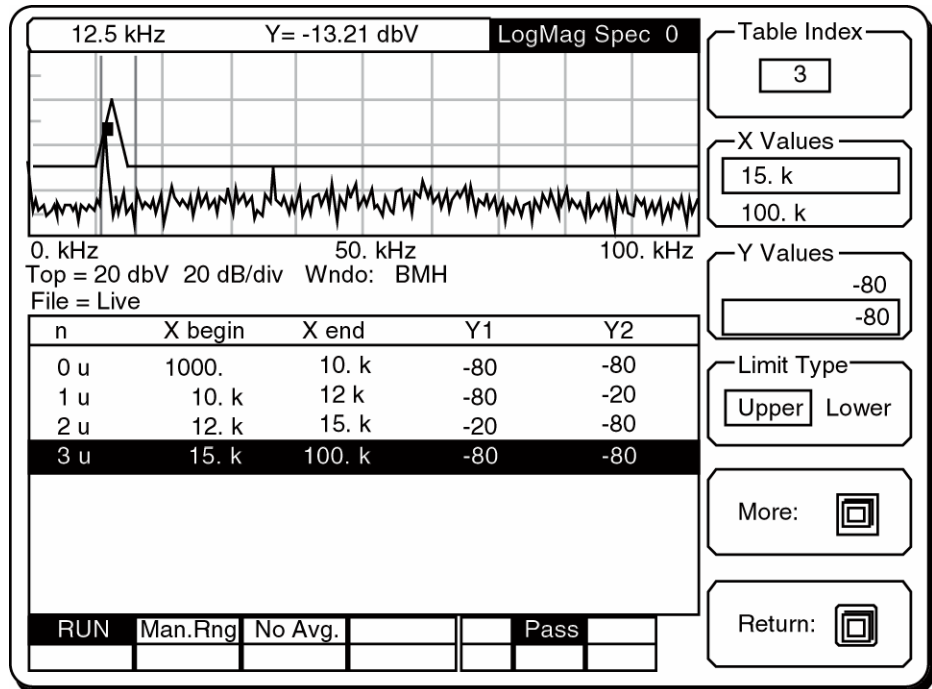 12.5 kHz Y= -13.21 dbV LogMag Spec 0
0. kHz 50. kHz 100. kHz
Top = 20 dbV 20 dB/div Wndo: BMH
File = Live
n X begin X end Y1 Y2
0 u 1000. 10. k -80 -80
1 u 10. k 12 k -80 -20
2 u 12. k 15. k -20 -80
3 u 15. k 100. k -80 -80
RUN Man.Rng No Avg. Pass
Table Index
3
X Values
15. k
100. k
Y Values
-80
-80
Limit Type
Upper Lower
More:
Return: